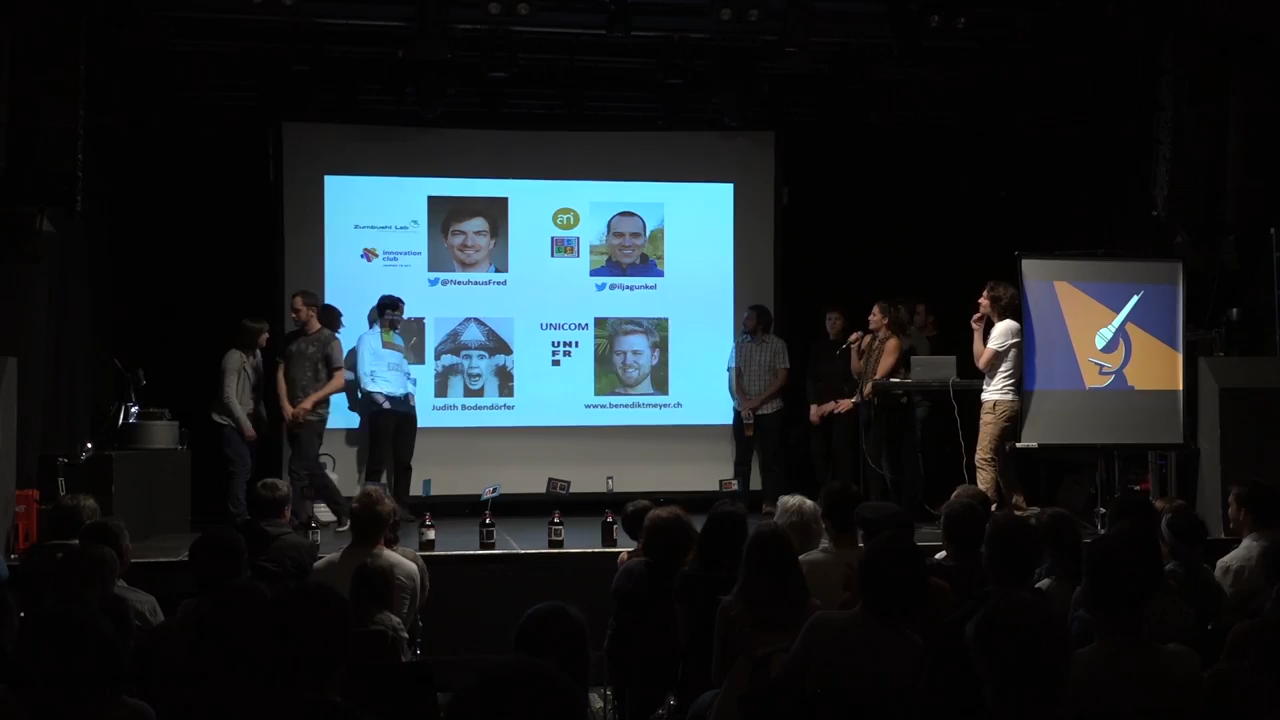 Zumbuehl Lab
innovation
club
@NeuhausFred
@iljagunkel
UNICOM
UNI
FR
Judith Bodendörfer
www.benediktmeyer.ch